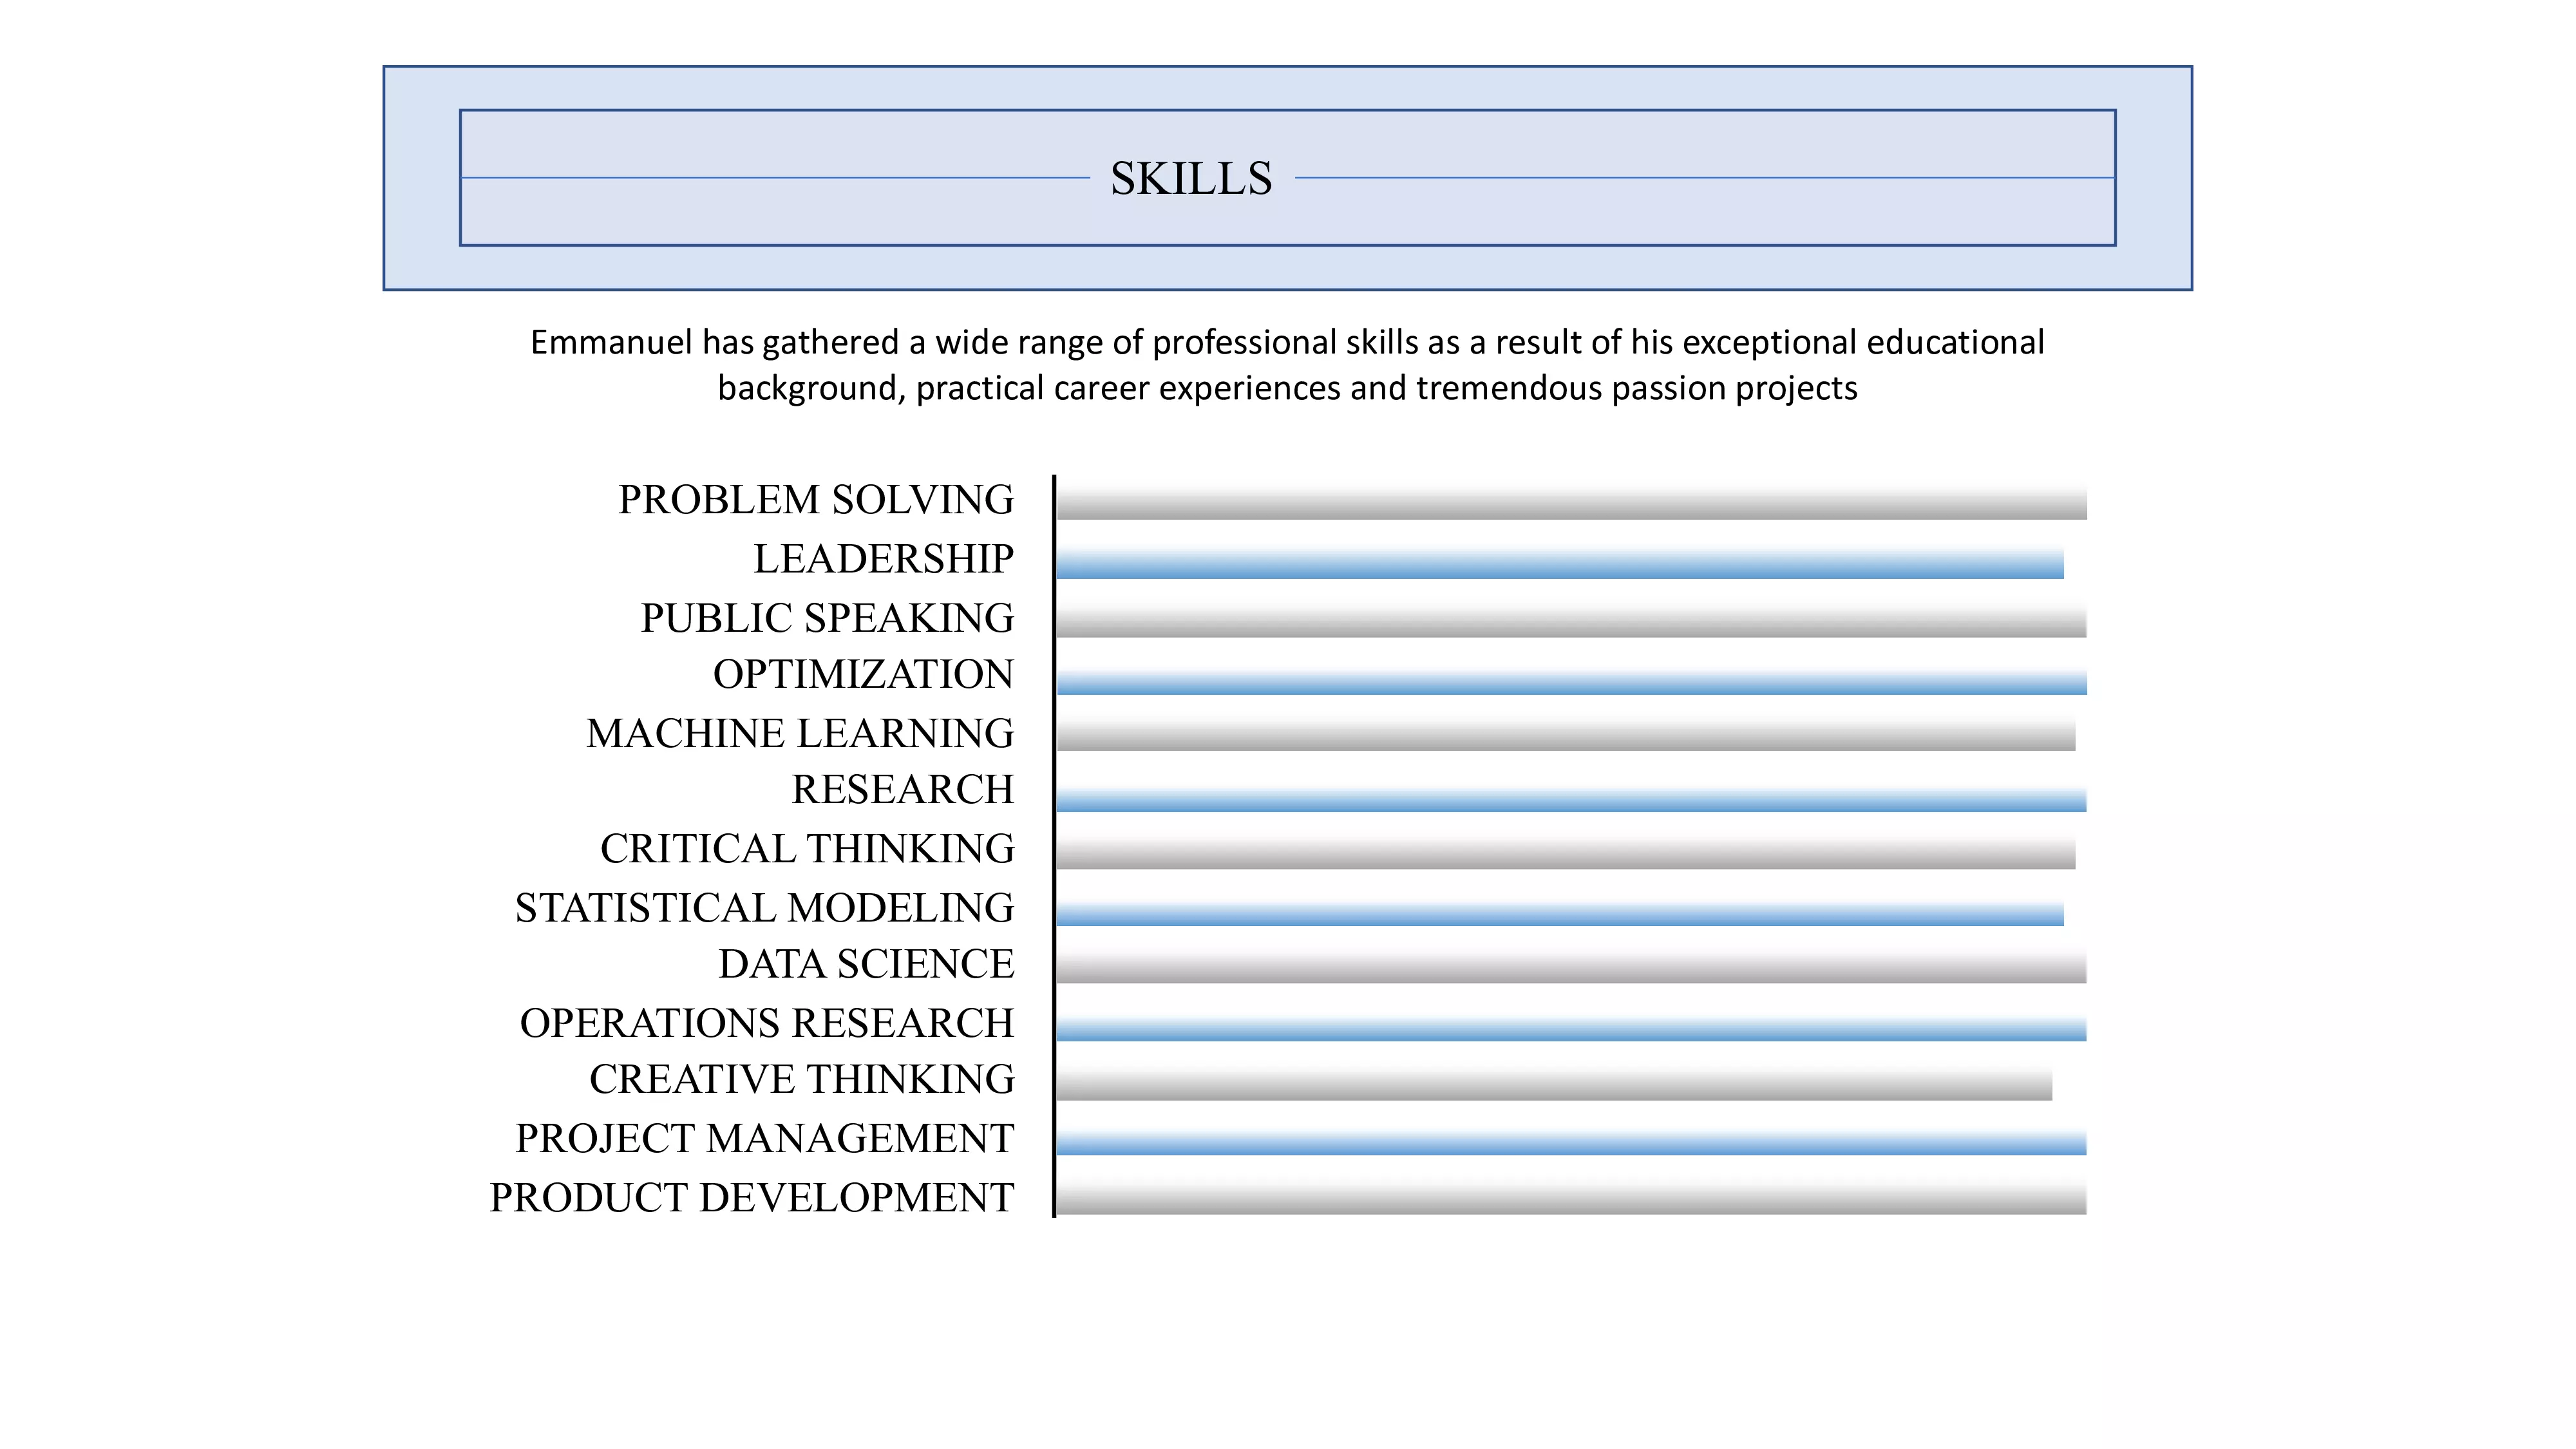 SKILLS
Emmanuel has gathered a wide range of professional skills as a result of his exceptional educational
background, practical career experiences and tremendous passion projects
PROBLEM SOLVING
LEADERSHIP
PUBLIC SPEAKING
OPTIMIZATION
MACHINE LEARNING
RESEARCH
CRITICAL THINKING
STATISTICAL MODELING
DATA SCIENCE
OPERATIONS RESEARCH
CREATIVE THINKING
PROJECT MANAGEMENT
PRODUCT DEVELOPMENT